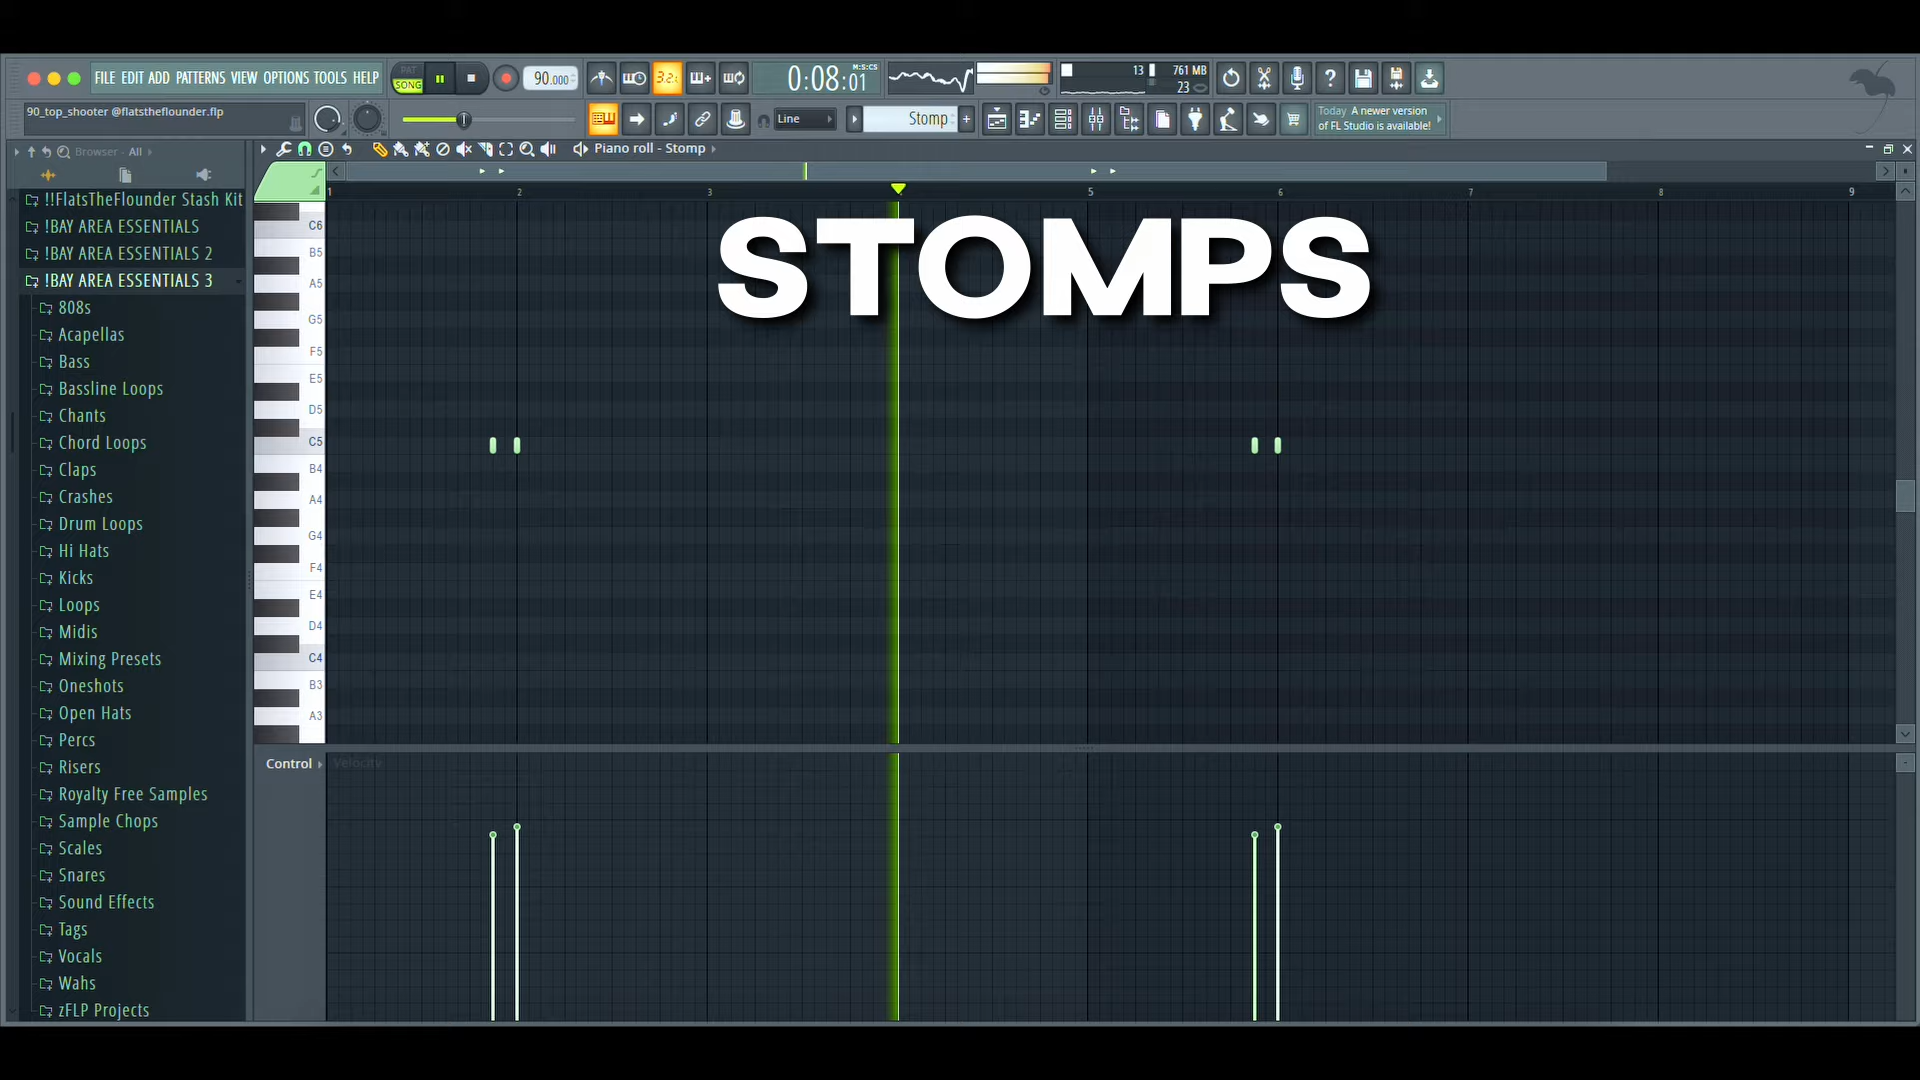 FILE EDIT ADD PATTERNS VIEW OPTIONS TOOLS HELP
PAT
SONG
90.000
3.2.
0:08:01
M:S:CS
13
761 MB
23
90_top_shooter @flatstheflounder.flp
Line
Stomp
Today A newer version
of FL Studio is available!
Browser - All
Piano roll - Stomp
!!FlatsTheFlounder Stash Kit
!BAY AREA ESSENTIALS
!BAY AREA ESSENTIALS 2
!BAY AREA ESSENTIALS 3
808s
Acapellas
Bass
Bassline Loops
Chants
Chord Loops
Claps
Crashes
Drum Loops
Hi Hats
Kicks
Loops
Midis
Mixing Presets
Oneshots
Open Hats
Percs
Risers
Royalty Free Samples
Sample Chops
Scales
Snares
Sound Effects
Tags
Vocals
Wahs
zFLP Projects
1 2 3 5 6 7 8 9
STOMPS
C6
B5
A5
G5
F5
E5
D5
C5
B4
A4
G4
F4
E4
D4
C4
B3
A3
Control Velocity